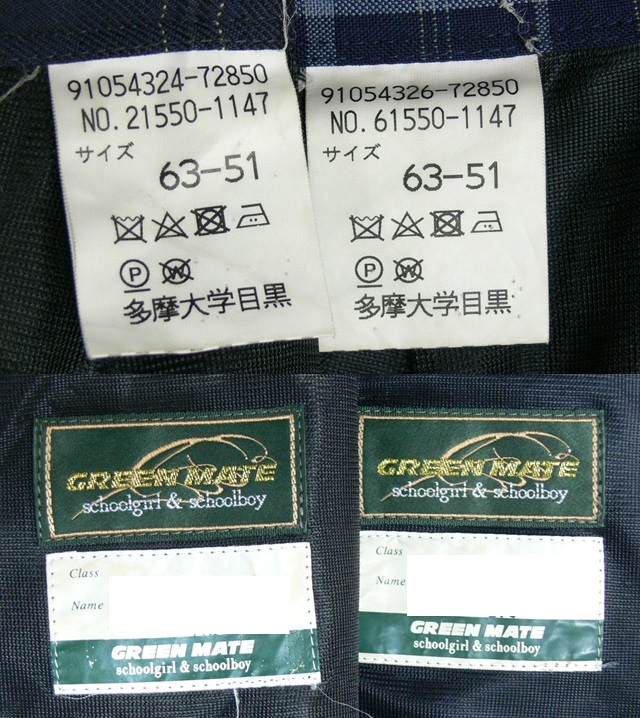 91054324-72850
NO.21550-1147
サイズ
63-51
P
W
多摩大学目黒
91054326-72850
NO.61550-1147
サイズ
63-51
P
W
多摩大学目黒
GREEN MATE
schoolgirl & schoolboy
Class
Name
GREEN MATE
schoolgirl & schoolboy
GREEN MATE
schoolgirl & schoolboy
Class
Name
GREEN MATE
schoolgirl & schoolboy